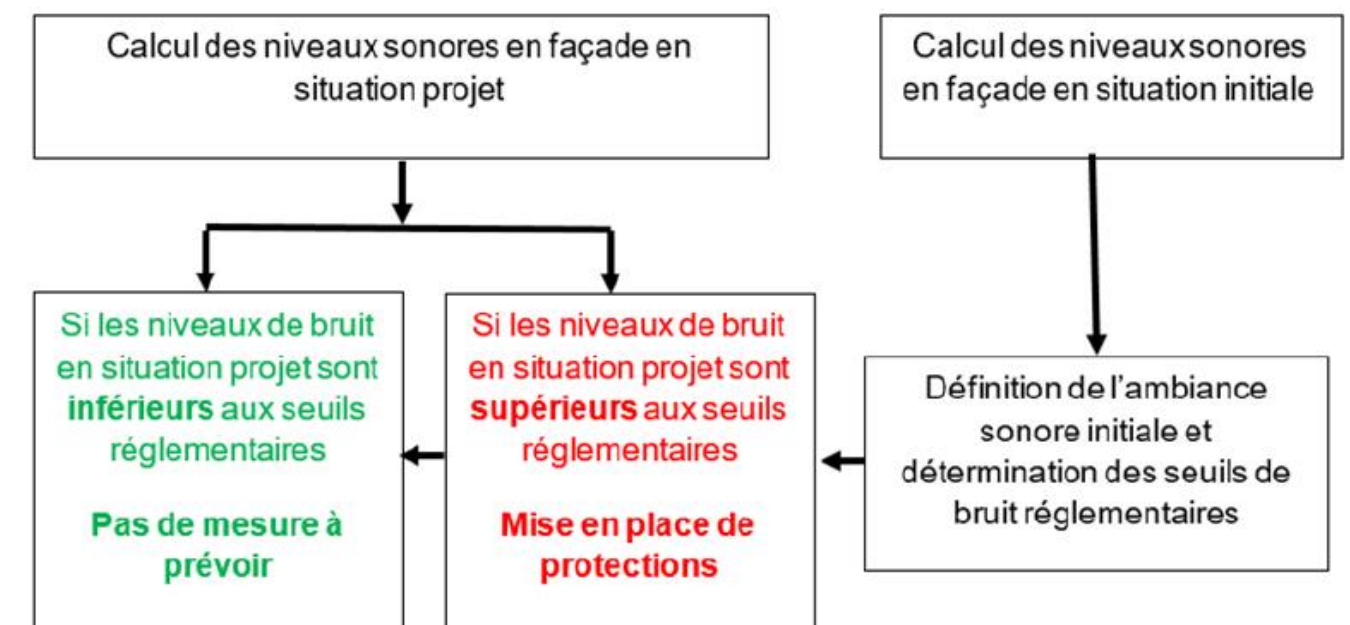 Calcul des niveaux sonores en façade en
situation projet
Calcul des niveaux sonores
en façade en situation initiale
Si les niveaux de bruit
en situation projet sont
inférieurs aux seuils
réglementaires
Pas de mesure à
prévoir
Si les niveaux de bruit
en situation projet sont
supérieurs aux seuils
réglementaires
Mise en place de
protections
Définition de l'ambiance
sonore initiale et
détermination des seuils de
bruit réglementaires